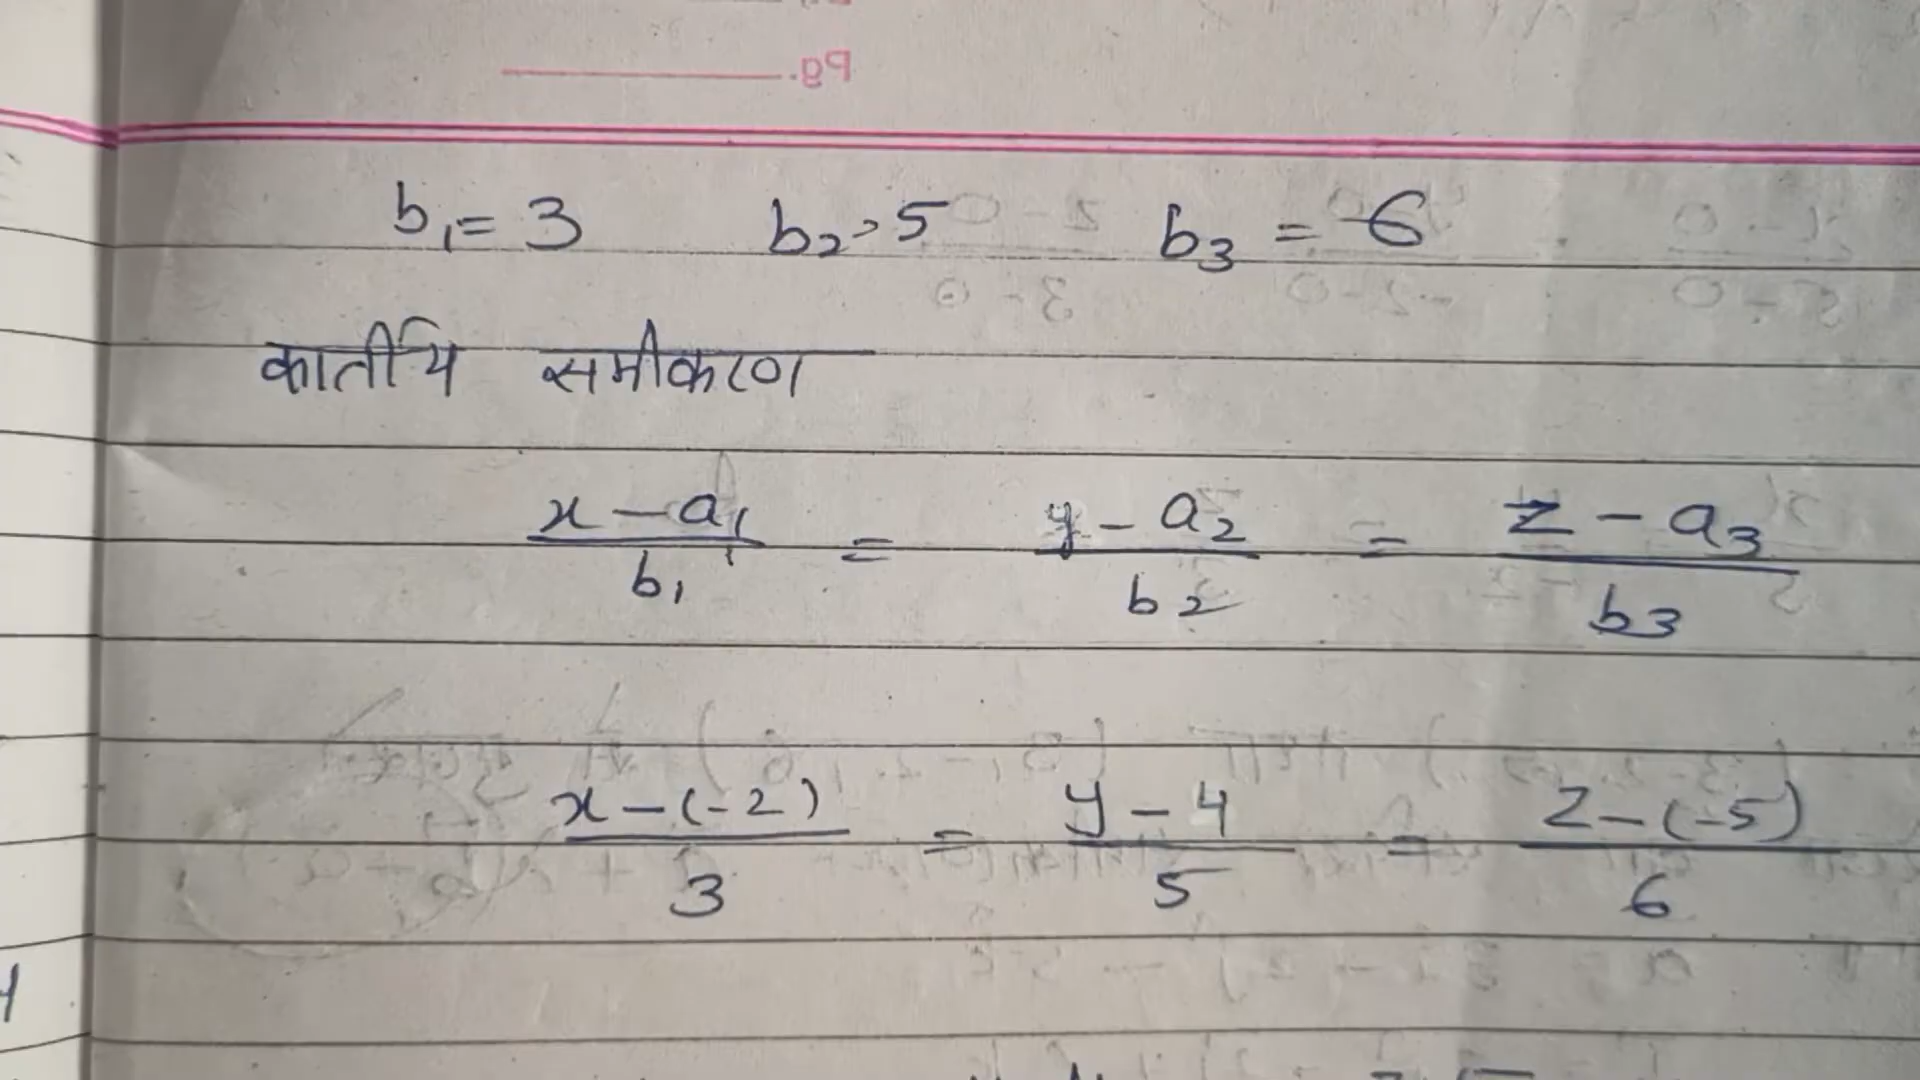 Pg.
b₁ = 3 b₂ = 5 b₃ = 6
कार्तीय समीकरण
x - a₁ / b₁ = y - a₂ / b₂ = z - a₃ / b₃
x - (-2) / 3 = y - 4 / 5 = z - (-5) / 6